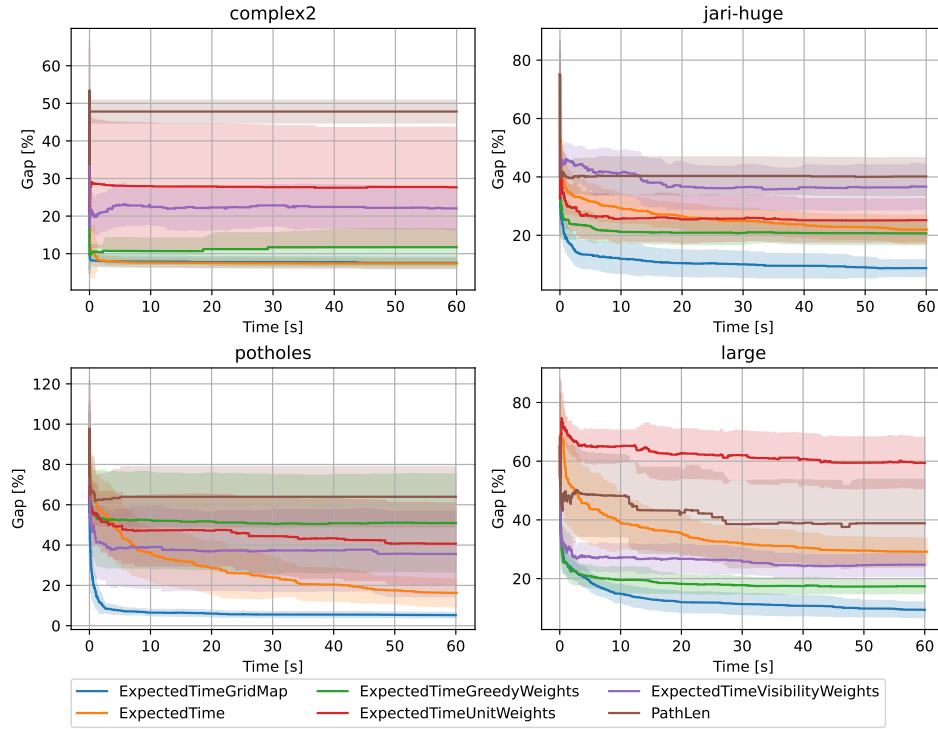 complex2
jari-huge
Gap [%]
60
50
40
30
20
10
0 10 20 30 40 50 60
Time [s]
Gap [%]
80
60
40
20
0 10 20 30 40 50 60
Time [s]
potholes
large
Gap [%]
120
100
80
60
40
20
0
0 10 20 30 40 50 60
Time [s]
Gap [%]
80
60
40
20
0 10 20 30 40 50 60
Time [s]
ExpectedTimeGridMap
ExpectedTime
ExpectedTimeGreedyWeights
ExpectedTimeUnitWeights
ExpectedTimeVisibilityWeights
PathLen